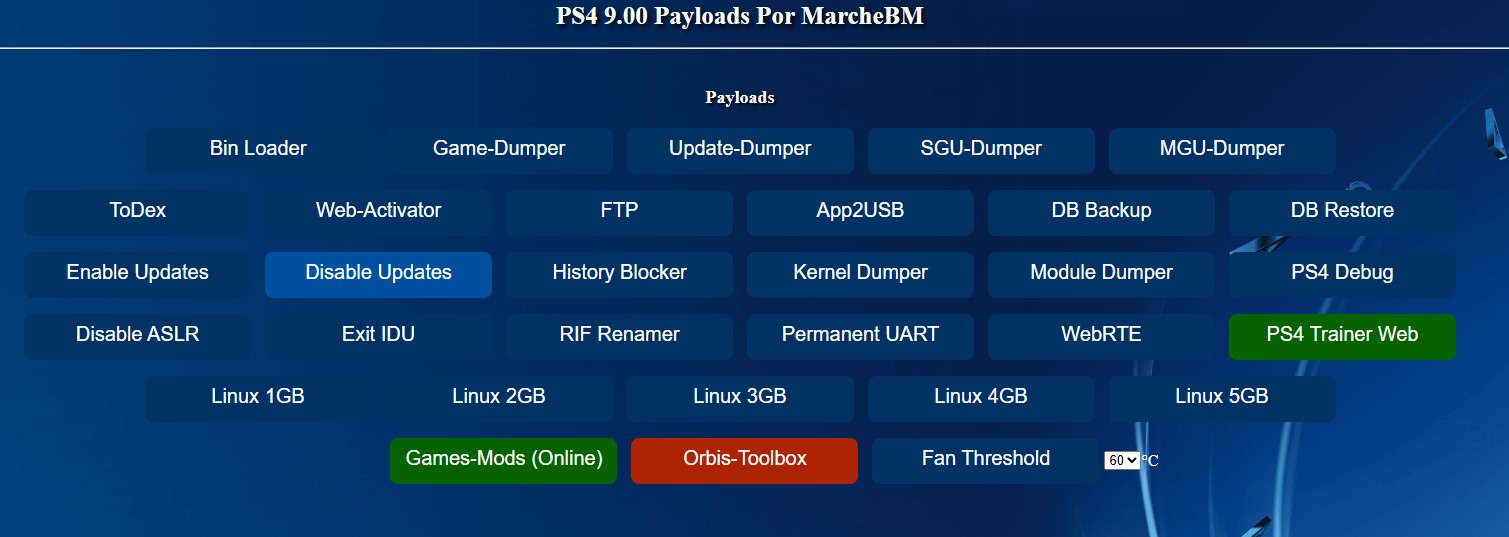 PS4 9.00 Payloads Por MarcheBM
Payloads
Bin Loader Game-Dumper Update-Dumper SGU-Dumper MGU-Dumper
ToDex Web-Activator FTP App2USB DB Backup DB Restore
Enable Updates Disable Updates History Blocker Kernel Dumper Module Dumper PS4 Debug
Disable ASLR Exit IDU RIF Renamer Permanent UART WebRTE PS4 Trainer Web
Linux 1GB Linux 2GB Linux 3GB Linux 4GB Linux 5GB
Games-Mods (Online) Orbis-Toolbox Fan Threshold 60 °C